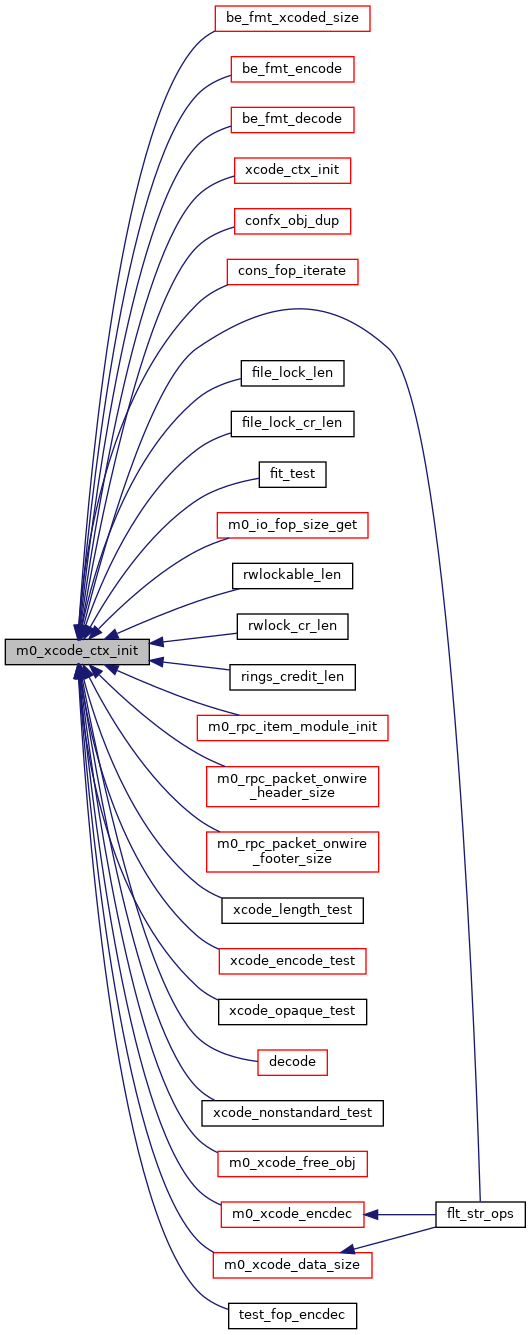 be_fmt_xcoded_size
be_fmt_encode
be_fmt_decode
xcode_ctx_init
confx_obj_dup
cons_fop_iterate
file_lock_len
file_lock_cr_len
fit_test
m0_io_fop_size_get
rwlockable_len
rwlock_cr_len
m0_xcode_ctx_init
rings_credit_len
m0_rpc_item_module_init
m0_rpc_packet_onwire
_header_size
m0_rpc_packet_onwire
_footer_size
xcode_length_test
xcode_encode_test
xcode_opaque_test
decode
xcode_nonstandard_test
m0_xcode_free_obj
m0_xcode_encdec
flt_str_ops
m0_xcode_data_size
test_fop_encdec